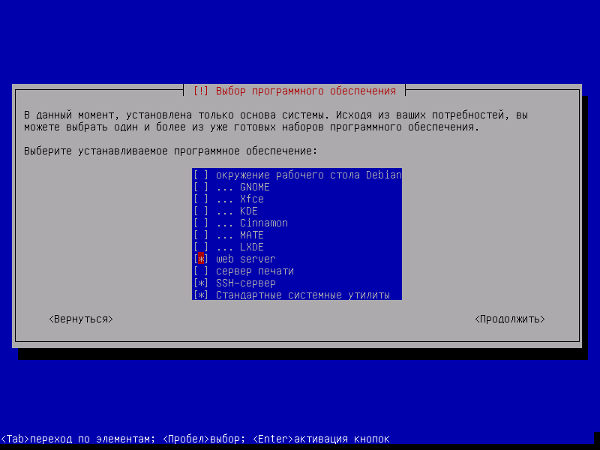 [!] Выбор программного обеспечения
В данный момент, установлена только основа системы. Исходя из ваших потребностей, вы
можете выбрать один и более из уже готовых наборов программного обеспечения.
Выберите устанавливаемое программное обеспечение:
[ ] окружение рабочего стола Debian
[ ] ... GNOME
[ ] ... Xfce
[ ] ... KDE
[ ] ... Cinnamon
[ ] ... MATE
[ ] ... LXDE
[*] web server
[ ] сервер печати
[*] SSH-сервер
[*] Стандартные системные утилиты
<Вернуться> <Продолжить>
<Tab>переход по элементам; <Пробел>выбор; <Enter>активация кнопок